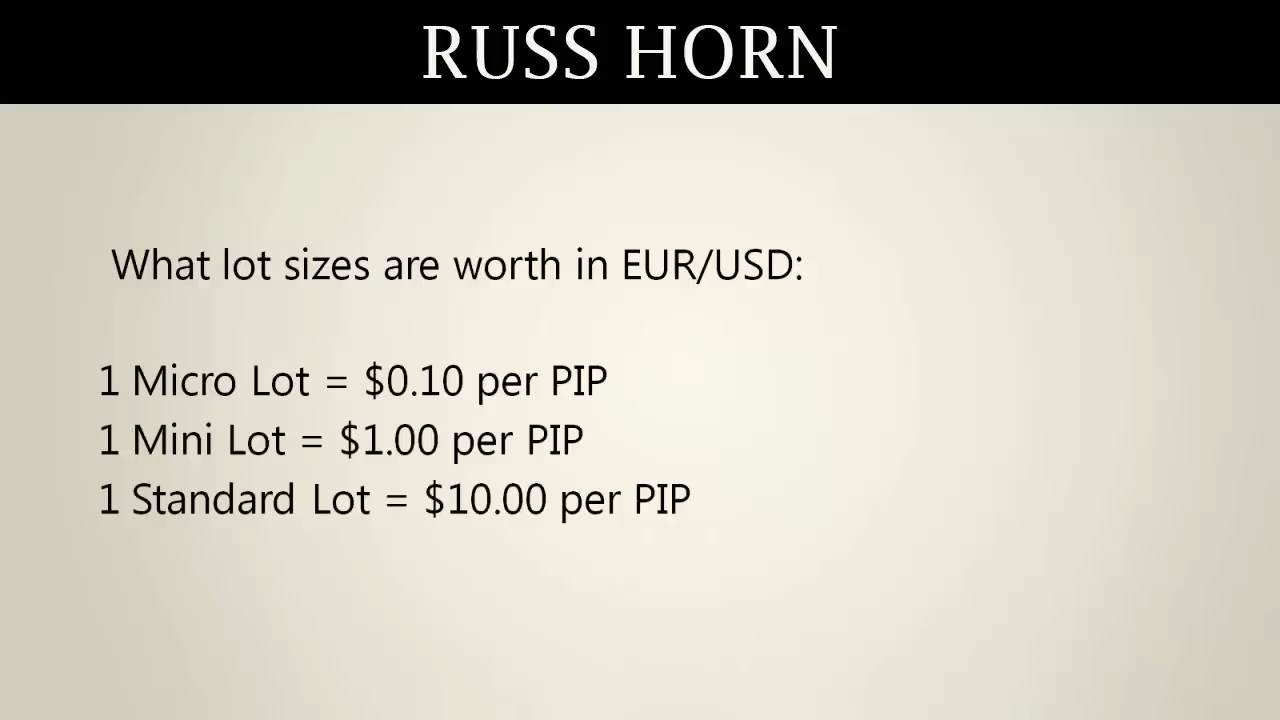 RUSS HORN
What lot sizes are worth in EUR/USD:
1 Micro Lot = $0.10 per PIP
1 Mini Lot = $1.00 per PIP
1 Standard Lot = $10.00 per PIP